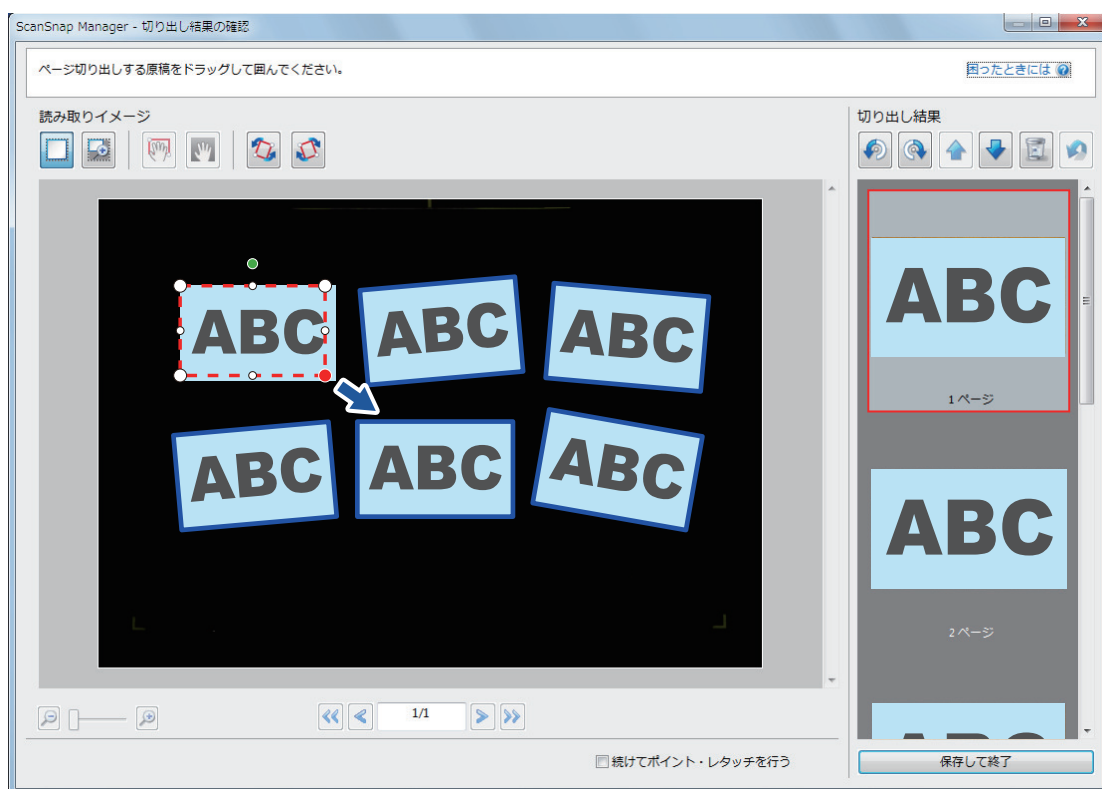 ScanSnap Manager - 切り出し結果の確認
ページ切り出しする原稿をドラッグして囲んでください。
困ったときには
読み取りイメージ
切り出し結果
ABC
ABC
ABC
ABC
ABC
ABC
ABC
1 ページ
ABC
2 ページ
1/1
続けてポイント・レタッチを行う
保存して終了